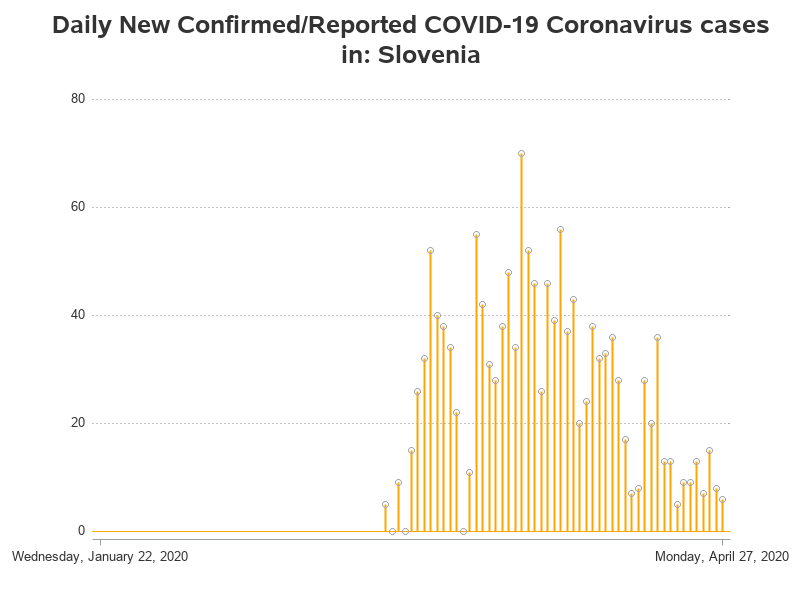 Daily New Confirmed/Reported COVID-19 Coronavirus cases
in: Slovenia
80
60
40
20
0
Wednesday, January 22, 2020
Monday, April 27, 2020